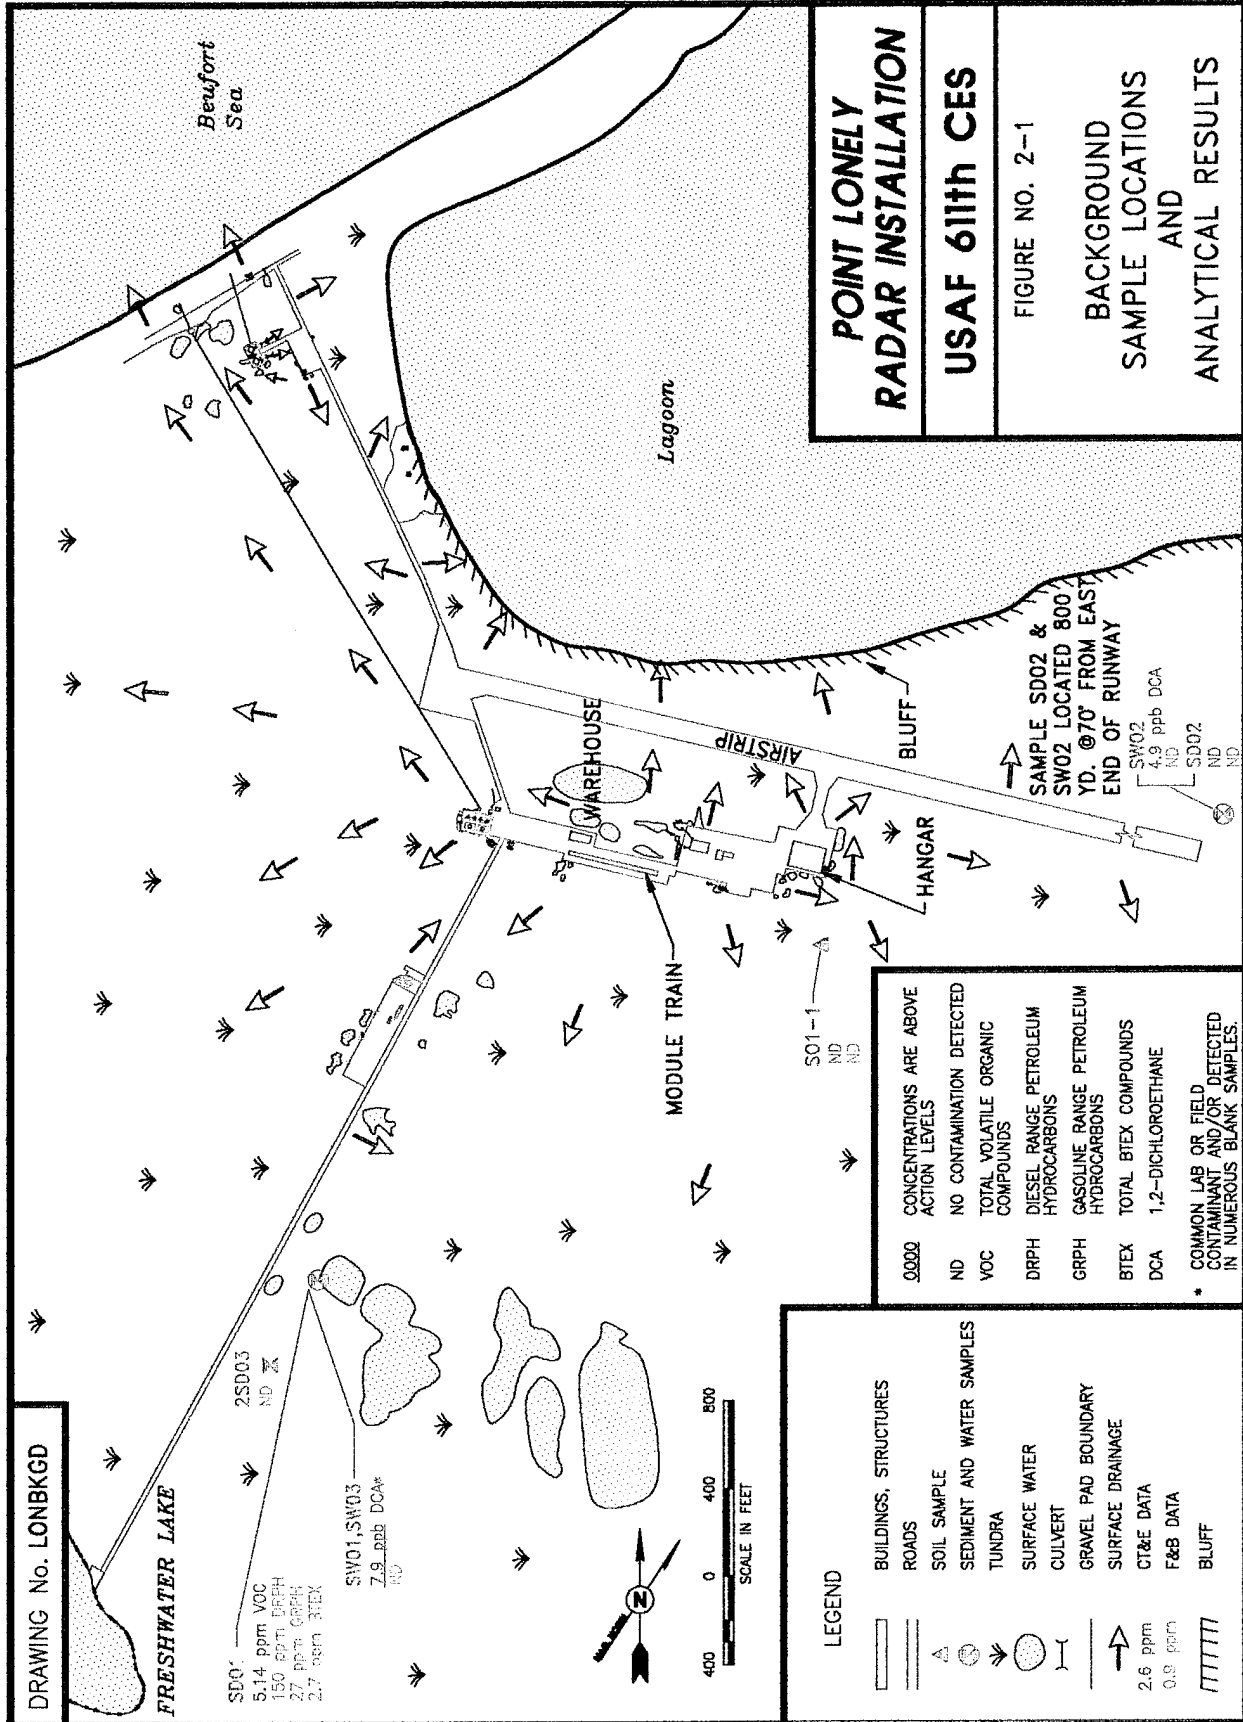 DRAWING No. LONBKGD
FRESHWATER LAKE
SD01
5.14 ppm VOC
150 ppm DRPH
27 ppm GRPH
2.7 ppm BTEX
2SD03
ND
SW01,SW03
7.9 ppb DCA*
ND
Beufort
Sea
Lagoon
WAREHOUSE
AIRSTRIP
BLUFF
HANGAR
MODULE TRAIN
S01-1
ND
ND
SAMPLE SD02 &
SW02 LOCATED 800
YD. @70° FROM EAST
END OF RUNWAY
SW02
4.9 ppb DCA
ND
SD02
ND
ND
N
400 0 400 800
SCALE IN FEET
LEGEND
BUILDINGS, STRUCTURES
ROADS
SOIL SAMPLE
SEDIMENT AND WATER SAMPLES
TUNDRA
SURFACE WATER
CULVERT
GRAVEL PAD BOUNDARY
SURFACE DRAINAGE
2.6 ppm CT&E DATA
0.9 ppm F&B DATA
BLUFF
0000 CONCENTRATIONS ARE ABOVE
ACTION LEVELS
ND NO CONTAMINATION DETECTED
VOC TOTAL VOLATILE ORGANIC
COMPOUNDS
DRPH DIESEL RANGE PETROLEUM
HYDROCARBONS
GRPH GASOLINE RANGE PETROLEUM
HYDROCARBONS
BTEX TOTAL BTEX COMPOUNDS
DCA 1,2-DICHLOROETHANE
* COMMON LAB OR FIELD
CONTAMINANT AND/OR DETECTED
IN NUMEROUS BLANK SAMPLES.
POINT LONELY
RADAR INSTALLATION
USAF 611th CES
FIGURE NO. 2-1
BACKGROUND
SAMPLE LOCATIONS
AND
ANALYTICAL RESULTS